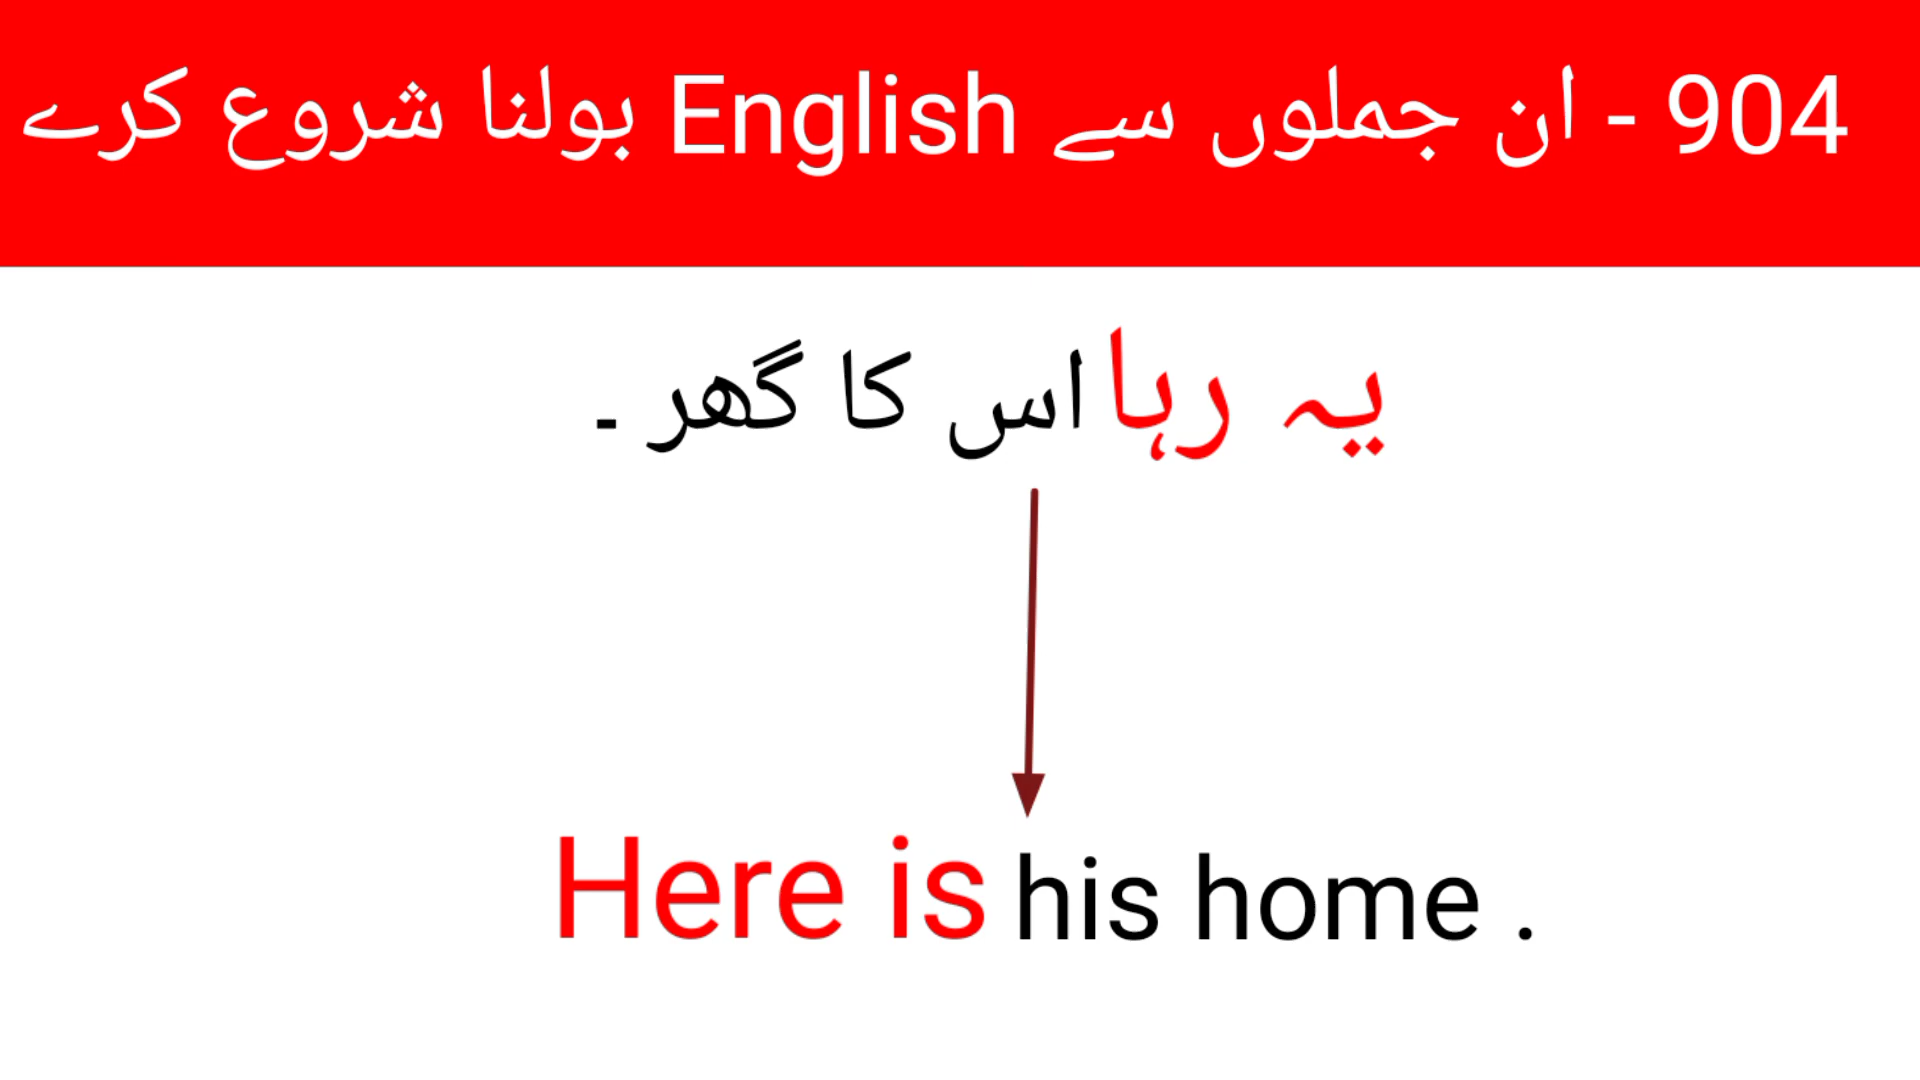 904 - ان جملوں سے English بولنا شروع کرے
یہ رہا اس کا گھر ۔
Here is his home .